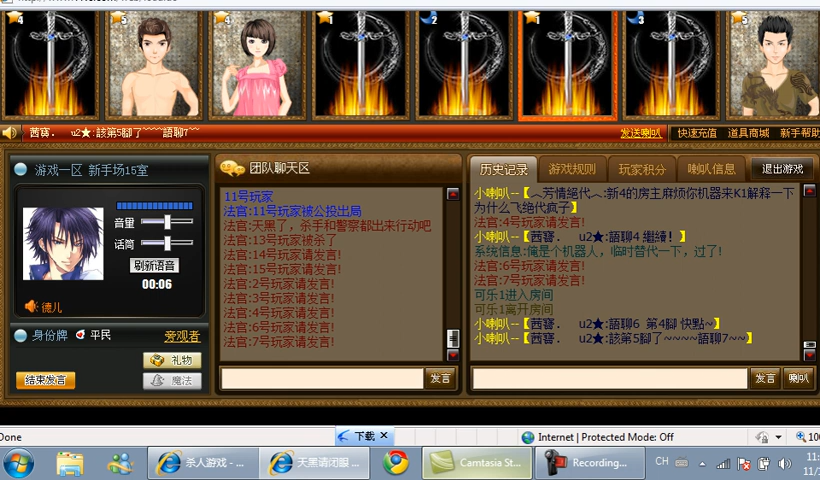 4
5
4
1
2
1
3
5
茜寳. u2★:該第5腳了~~~~語聊7~~
发送喇叭
快速充值 道具商城 新手帮助
游戏一区 新手场15室
音量
话筒
刷新语音
00:06
德儿
身份牌 平民
旁观者
礼物
结束发言
魔法
团队聊天区
11号玩家
法官:11号玩家被公投出局
法官:天黑了，杀手和警察都出来行动吧
法官:13号玩家被杀了
法官:14号玩家请发言!
法官:15号玩家请发言!
法官:2号玩家请发言!
法官:3号玩家请发言!
法官:4号玩家请发言!
法官:6号玩家请发言!
法官:7号玩家请发言!
发言
历史记录 游戏规则 玩家积分 喇叭信息 退出游戏
小喇叭--【︿芳情絕代︿:新4的房主麻烦你机器来K1解释一下
为什么飞绝代疯子】
法官:4号玩家请发言!
小喇叭--【茜寳. u2★:語聊4 繼續!】
系统信息:俺是个机器人，临时替代一下，过了!
法官:6号玩家请发言!
法官:7号玩家请发言!
可乐1进入房间
可乐1离开房间
小喇叭--【茜寳. u2★:語聊6 第4腳 快點~】
小喇叭--【茜寳. u2★:該第5腳了~~~~語聊7~~】
发言 喇叭
Done
下载
Internet | Protected Mode: Off
杀人游戏 - ...
天黑请闭眼 ...
Camtasia St...
Recording...
CH